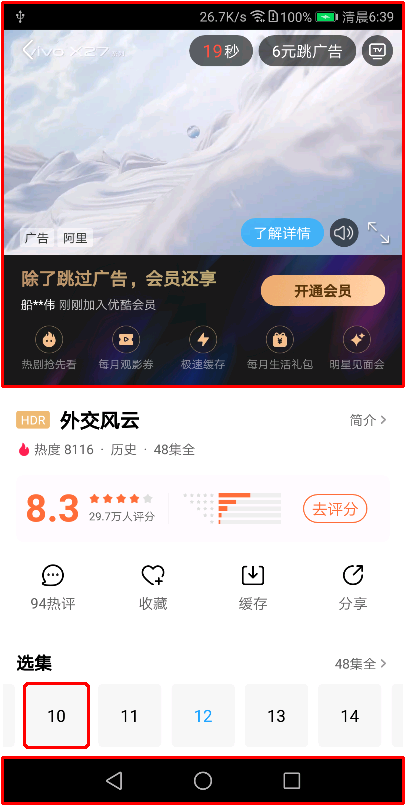 26.7K/s 100% 清晨6:39
vivo X27
19秒 6元跳广告 TV
广告 阿里 了解详情
除了跳过广告，会员还享
船**伟 刚刚加入优酷会员
开通会员
热剧抢先看 每月观影券 极速缓存 每月生活礼包 明星见面会
HDR 外交风云 简介 >
热度 8116 · 历史 · 48集全
8.3 29.7万人评分 去评分
94热评 收藏 缓存 分享
选集 48集全 >
10 11 12 13 14